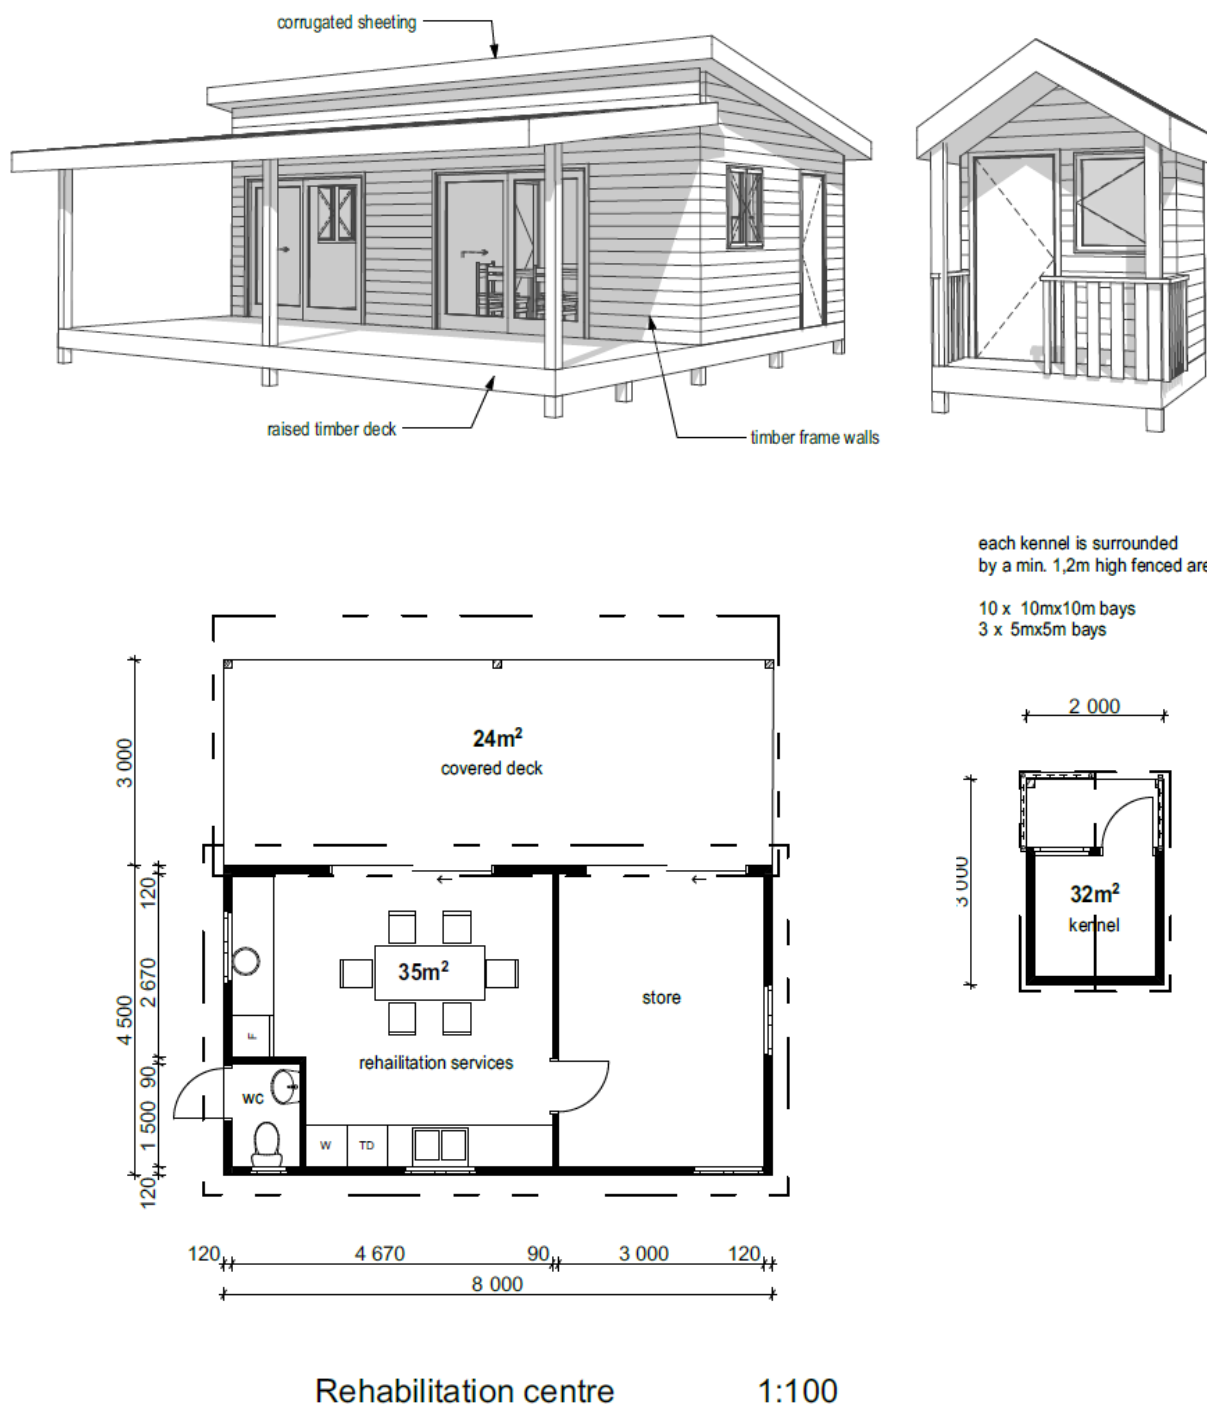 corrugated sheeting
raised timber deck
timber frame walls
each kennel is surrounded
by a min. 1,2m high fenced are
10 x 10mx10m bays
3 x 5mx5m bays
24m²
covered deck
3 000
120
2 670
4 500
90
1 500
120
35m²
rehailitation services
store
F
WC
W
TD
120
4 670
90
3 000
120
8 000
2 000
3 000
32m²
kennel
Rehabilitation centre 1:100